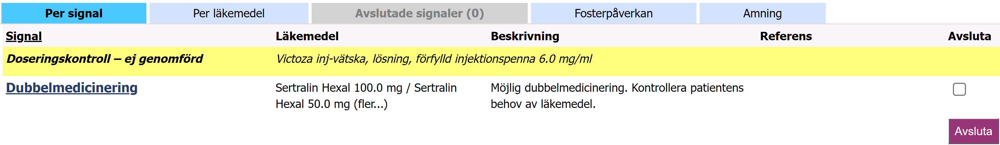 Per signal Per läkemedel Avslutade signaler (0) Fosterpåverkan Amning
Signal Läkemedel Beskrivning Referens Avsluta
Doseringskontroll – ej genomförd Victoza inj-vätska, lösning, förfylld injektionspenna 6.0 mg/ml
Dubbelmedicinering Sertralin Hexal 100.0 mg / Sertralin Möjlig dubbelmedicinering. Kontrollera patientens
Hexal 50.0 mg (fler...) behov av läkemedel.
Avsluta